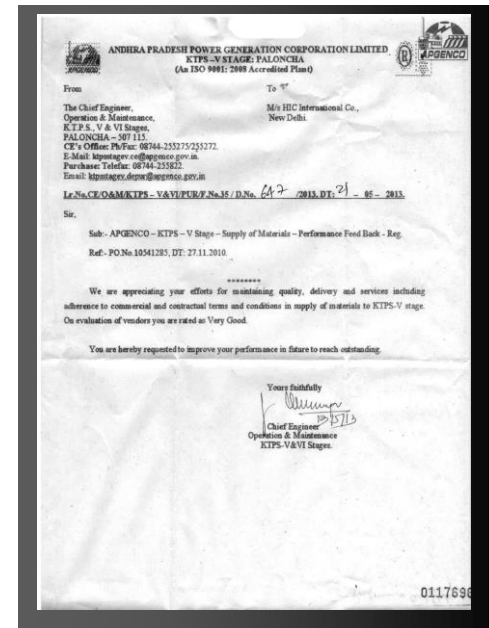 ANDHRA PRADESH POWER GENERATION CORPORATION LIMITED
KTPS –V STAGE: PALONCHA
(An ISO 9001: 2008 Accredited Plant)
APGENCO
APGENCO
From
To
The Chief Engineer,
Operation & Maintenance,
K.T.P.S., V & VI Stages,
PALONCHA – 507 115.
CE's Office: Ph/Fax: 08744-255275/255272.
E-Mail: ktpsstagev.ce@apgenco.gov.in.
Purchase: Telefax: 08744-255822.
Email: ktpsstagev.depur@apgenco.gov.in
M/s HIC International Co.,
New Delhi.
Lr.No.CE/O&M/KTPS – V&VI/PUR/F.No.35 / D.No. 647 /2013, DT: 21 – 05 – 2013.
Sir,
Sub:- APGENCO – KTPS – V Stage – Supply of Materials – Performance Feed Back - Reg.
Ref:- PO.No.10541285, DT: 27.11.2010.
********
We are appreciating your efforts for maintaining quality, delivery and services including
adherence to commercial and contractual terms and conditions in supply of materials to KTPS-V stage.
On evaluation of vendors you are rated as Very Good.
You are hereby requested to improve your performance in future to reach outstanding.
Yours faithfully
Chief Engineer
Operation & Maintenance
KTPS-V&VI Stages.
0117698